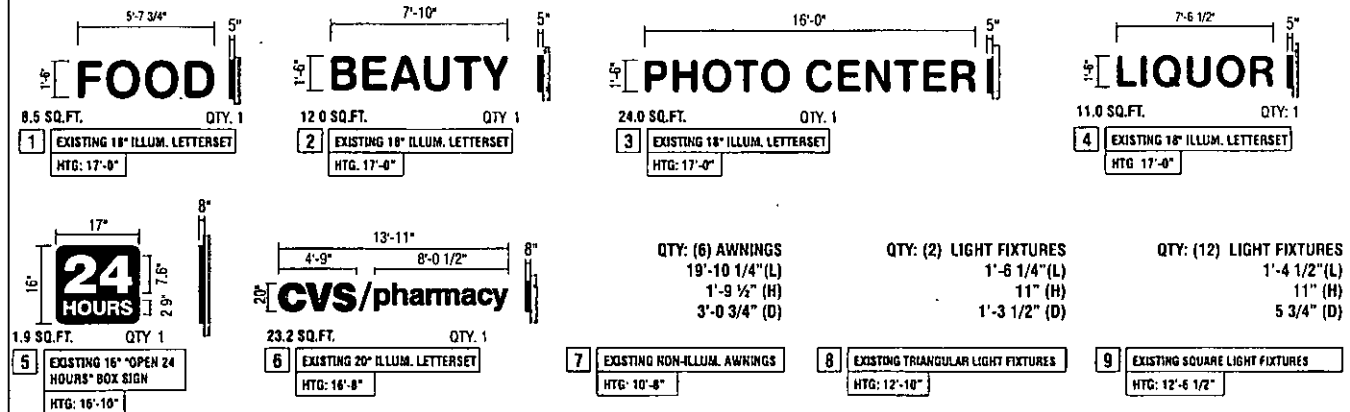 5'-7 3/4"
5"
1'-6"
FOOD
8.5 SQ.FT. QTY. 1
1 EXISTING 18" ILLUM. LETTERSET
HTG: 17'-0"
7'-10"
5"
1'-6"
BEAUTY
12 0 SQ.FT. QTY 1
2 EXISTING 18" ILLUM. LETTERSET
HTG. 17'-0"
16'-0"
5"
1'-6"
PHOTO CENTER
24.0 SQ.FT. QTY: 1
3 EXISTING 18" ILLUM. LETTERSET
HTG: 17'-0"
7'-6 1/2"
5"
1'-6"
LIQUOR
11.0 SQ.FT. QTY: 1
4 EXISTING 18" ILLUM. LETTERSET
HTG 17'-0"
17"
8"
16"
24
HOURS
7.6"
2.9"
1.9 SQ.FT. QTY 1
5 EXISTING 16" "OPEN 24
HOURS" BOX SIGN
HTG: 16'-10"
13'-11"
4'-9"
8'-0 1/2"
8"
20"
CVS/pharmacy
23.2 SQ.FT. QTY. 1
6 EXISTING 20" ILLUM. LETTERSET
HTG: 16'-8"
QTY: (6) AWNINGS
19'-10 1/4"(L)
1'-9 ½" (H)
3'-0 3/4" (D)
7 EXISTING NON-ILLUM. AWNINGS
HTG: 10'-8"
QTY: (2) LIGHT FIXTURES
1'-6 1/4"(L)
11" (H)
1'-3 1/2" (D)
8 EXISTING TRIANGULAR LIGHT FIXTURES
HTG: 12'-10"
QTY: (12) LIGHT FIXTURES
1'-4 1/2"(L)
11" (H)
5 3/4" (D)
9 EXISTING SQUARE LIGHT FIXTURES
HTG: 12'-6 1/2"